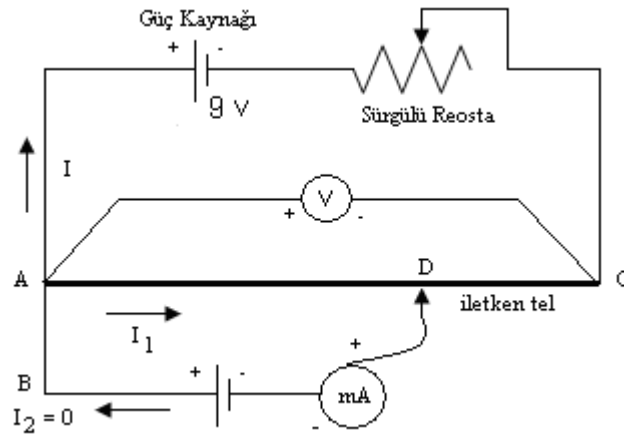 Güç Kaynağı
+ -
9 V
Sürgülü Reosta
I
V
+ -
A
D
C
iletken tel
I1
+
B
+ -
mA
-
I2 = 0